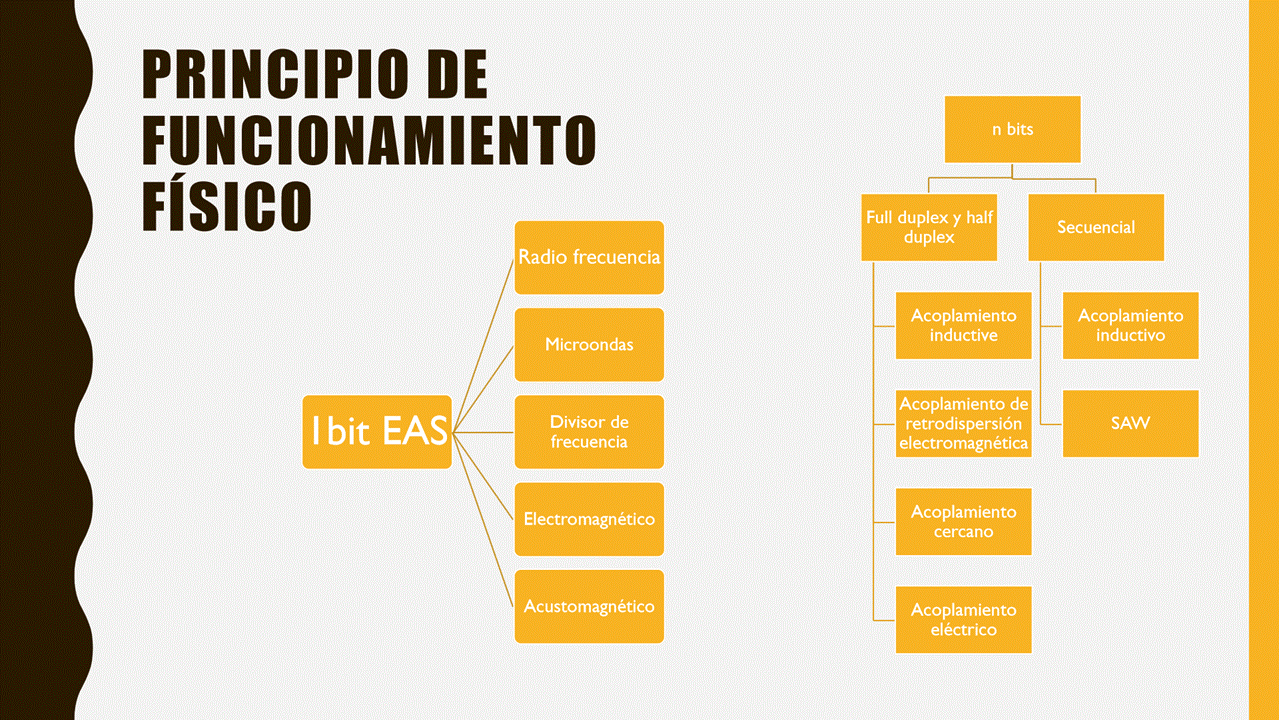 PRINCIPIO DE
FUNCIONAMIENTO
FÍSICO
1bit EAS
Radio frecuencia
Microondas
Divisor de
frecuencia
Electromagnético
Acustomagnético
n bits
Full duplex y half
duplex
Acoplamiento
inductive
Acoplamiento de
retrodispersión
electromagnética
Acoplamiento
cercano
Acoplamiento
eléctrico
Secuencial
Acoplamiento
inductivo
SAW